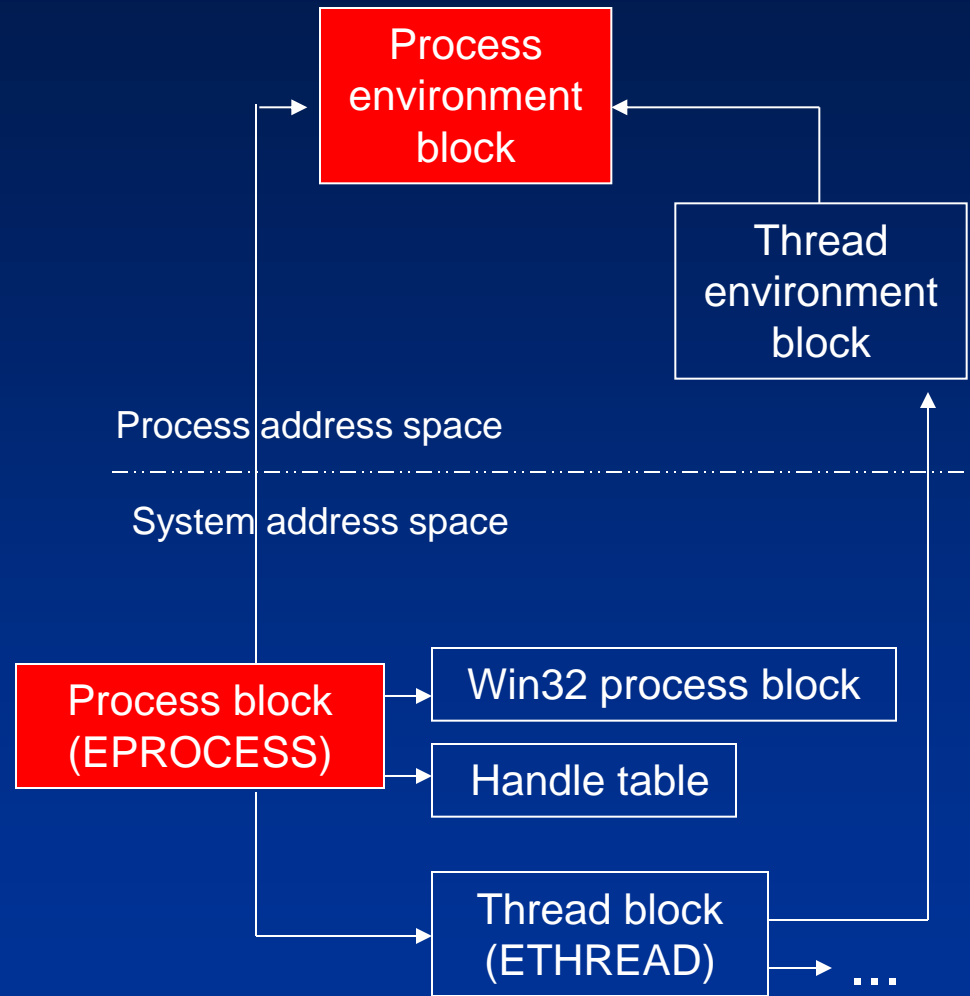 Process
environment
block
Thread
environment
block
Process address space
System address space
Process block
(EPROCESS)
Win32 process block
Handle table
Thread block
(ETHREAD)
...